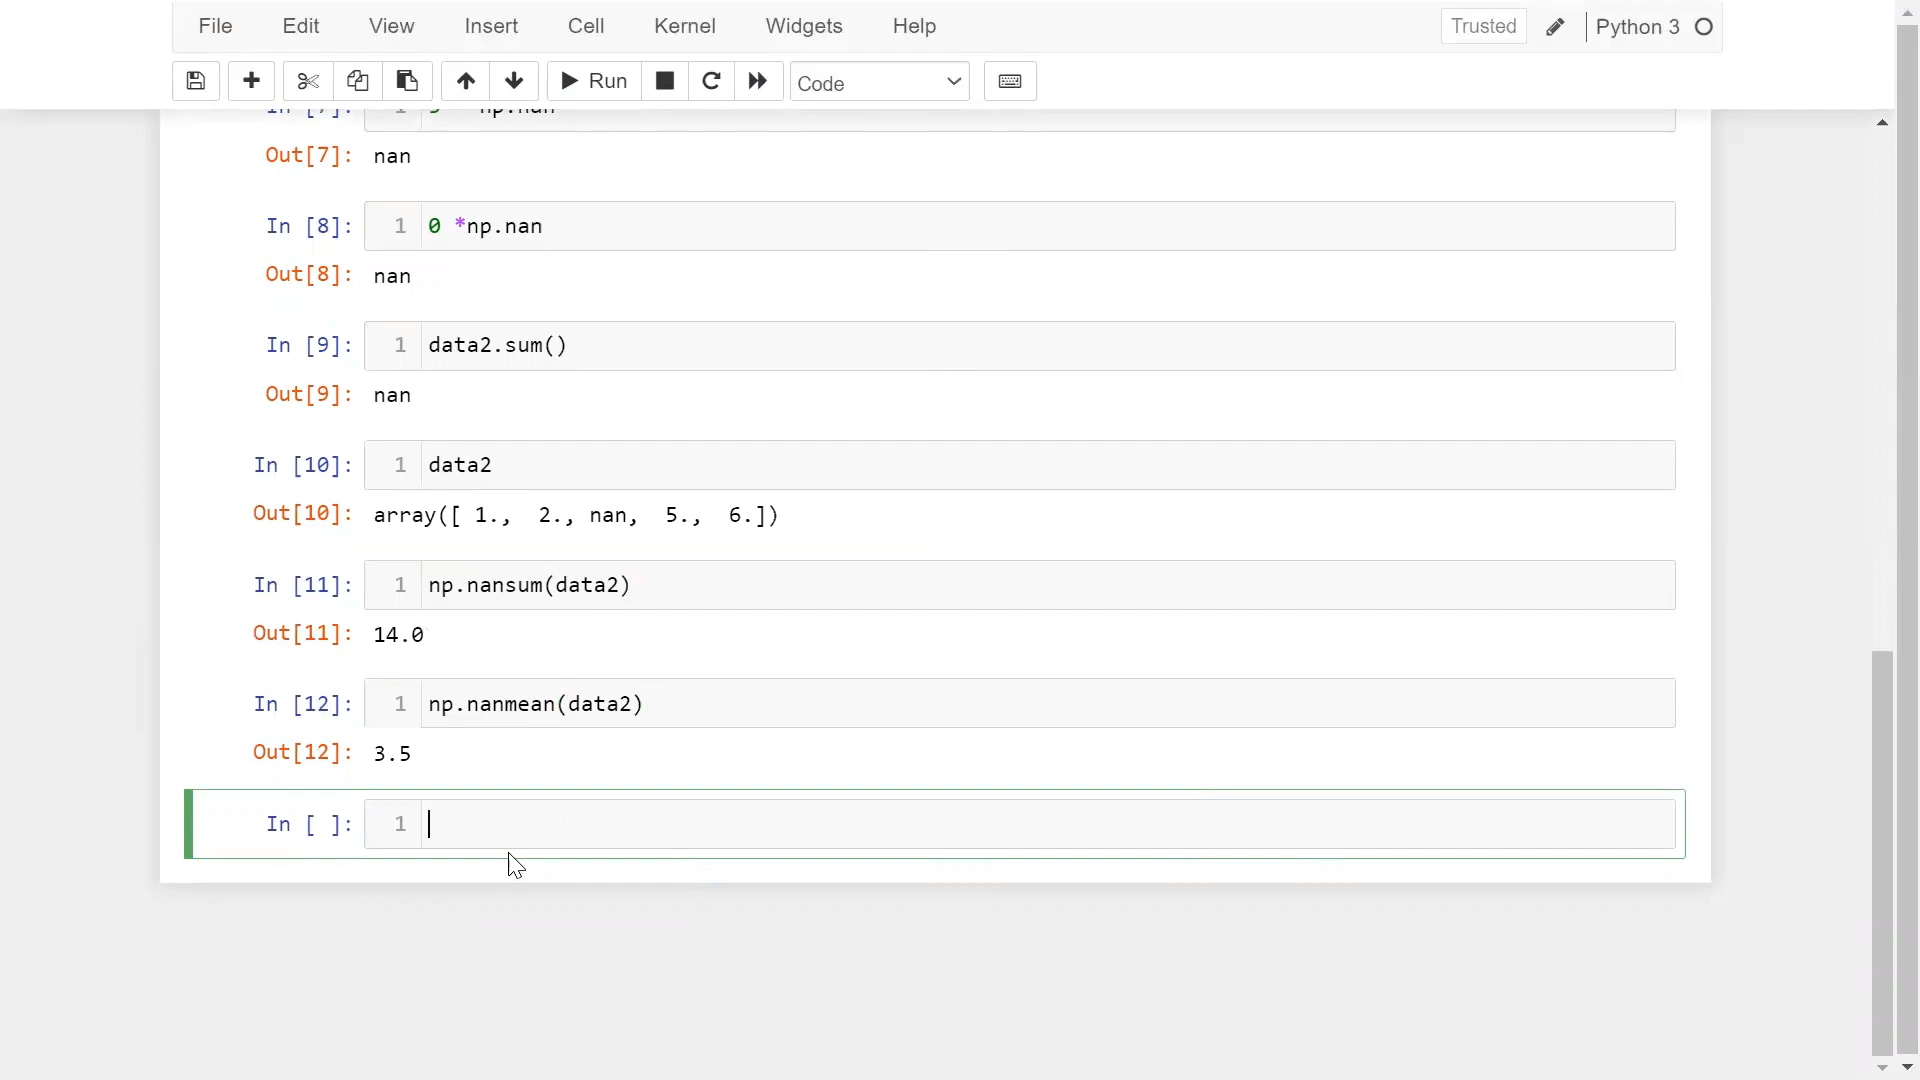 File Edit View Insert Cell Kernel Widgets Help Trusted Python 3
Run Code
Out[7]: nan
In [8]: 1 0 *np.nan
Out[8]: nan
In [9]: 1 data2.sum()
Out[9]: nan
In [10]: 1 data2
Out[10]: array([ 1.,  2., nan,  5.,  6.])
In [11]: 1 np.nansum(data2)
Out[11]: 14.0
In [12]: 1 np.nanmean(data2)
Out[12]: 3.5
In [ ]: 1